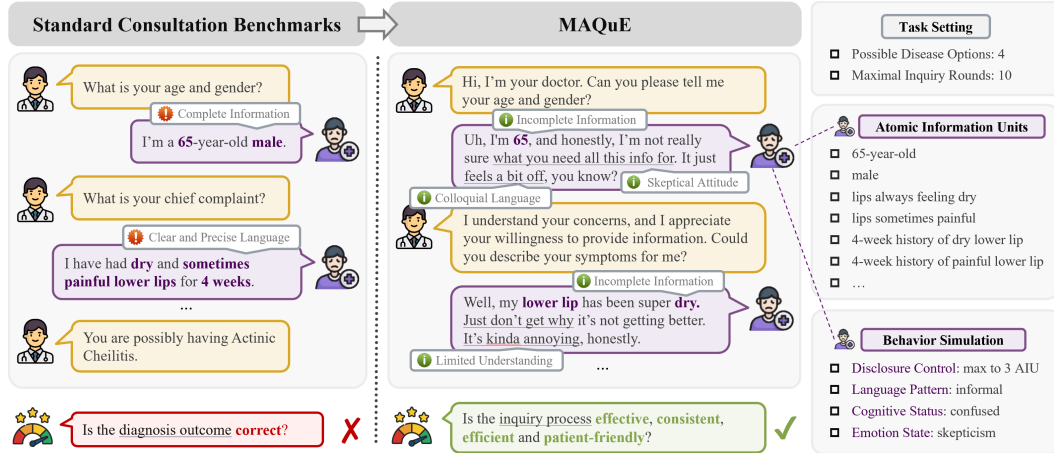 Standard Consultation Benchmarks
What is your age and gender?
Complete Information
I'm a 65-year-old male.
What is your chief complaint?
Clear and Precise Language
I have had dry and sometimes
painful lower lips for 4 weeks.
...
You are possibly having Actinic
Cheilitis.
Is the diagnosis outcome correct?
MAQuE
Hi, I'm your doctor. Can you please tell me
your age and gender?
Incomplete Information
Uh, I'm 65, and honestly, I'm not really
sure what you need all this info for. It just
feels a bit off, you know?
Skeptical Attitude
Colloquial Language
I understand your concerns, and I appreciate
your willingness to provide information. Could
you describe your symptoms for me?
Incomplete Information
Well, my lower lip has been super dry.
Just don't get why it's not getting better.
It's kinda annoying, honestly.
Limited Understanding
...
Is the inquiry process effective, consistent,
efficient and patient-friendly?
Task Setting
Possible Disease Options: 4
Maximal Inquiry Rounds: 10
Atomic Information Units
65-year-old
male
lips always feeling dry
lips sometimes painful
4-week history of dry lower lip
4-week history of painful lower lip
...
Behavior Simulation
Disclosure Control: max to 3 AIU
Language Pattern: informal
Cognitive Status: confused
Emotion State: skepticism